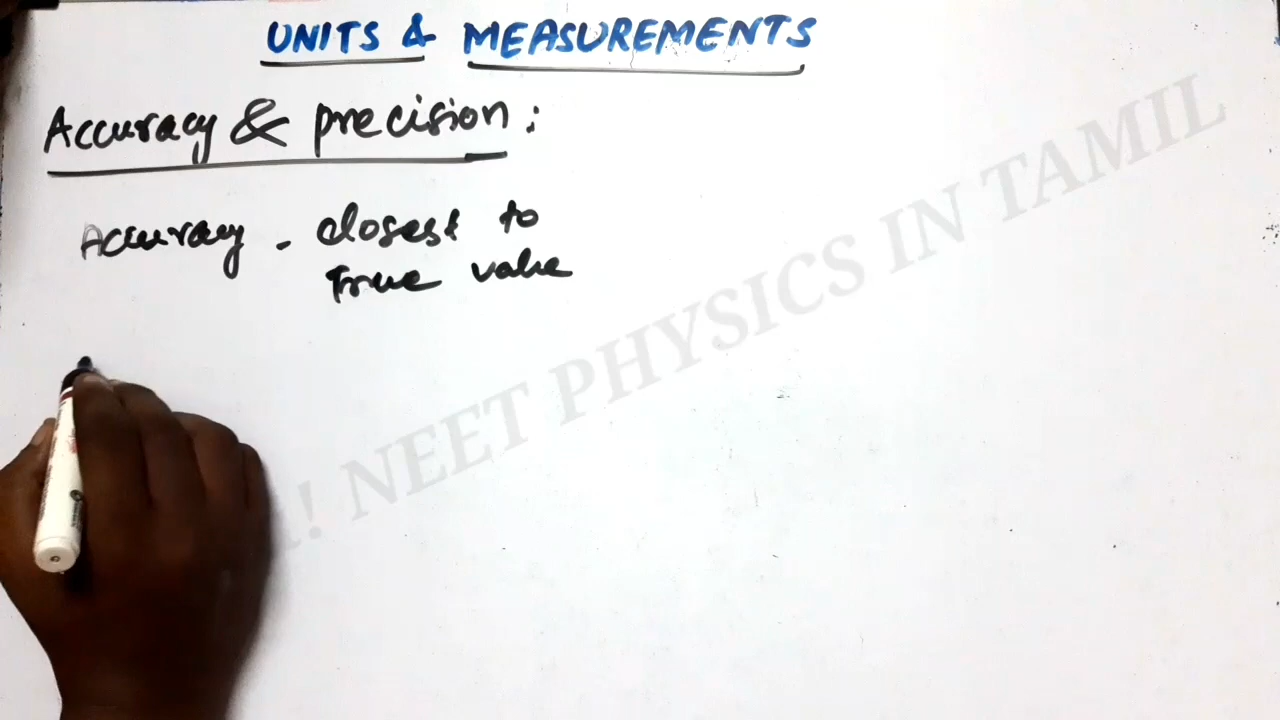 UNITS & MEASUREMENTS
Accuracy & precision :
Accuracy - closest to
True value
! NEET PHYSICS IN TAMIL